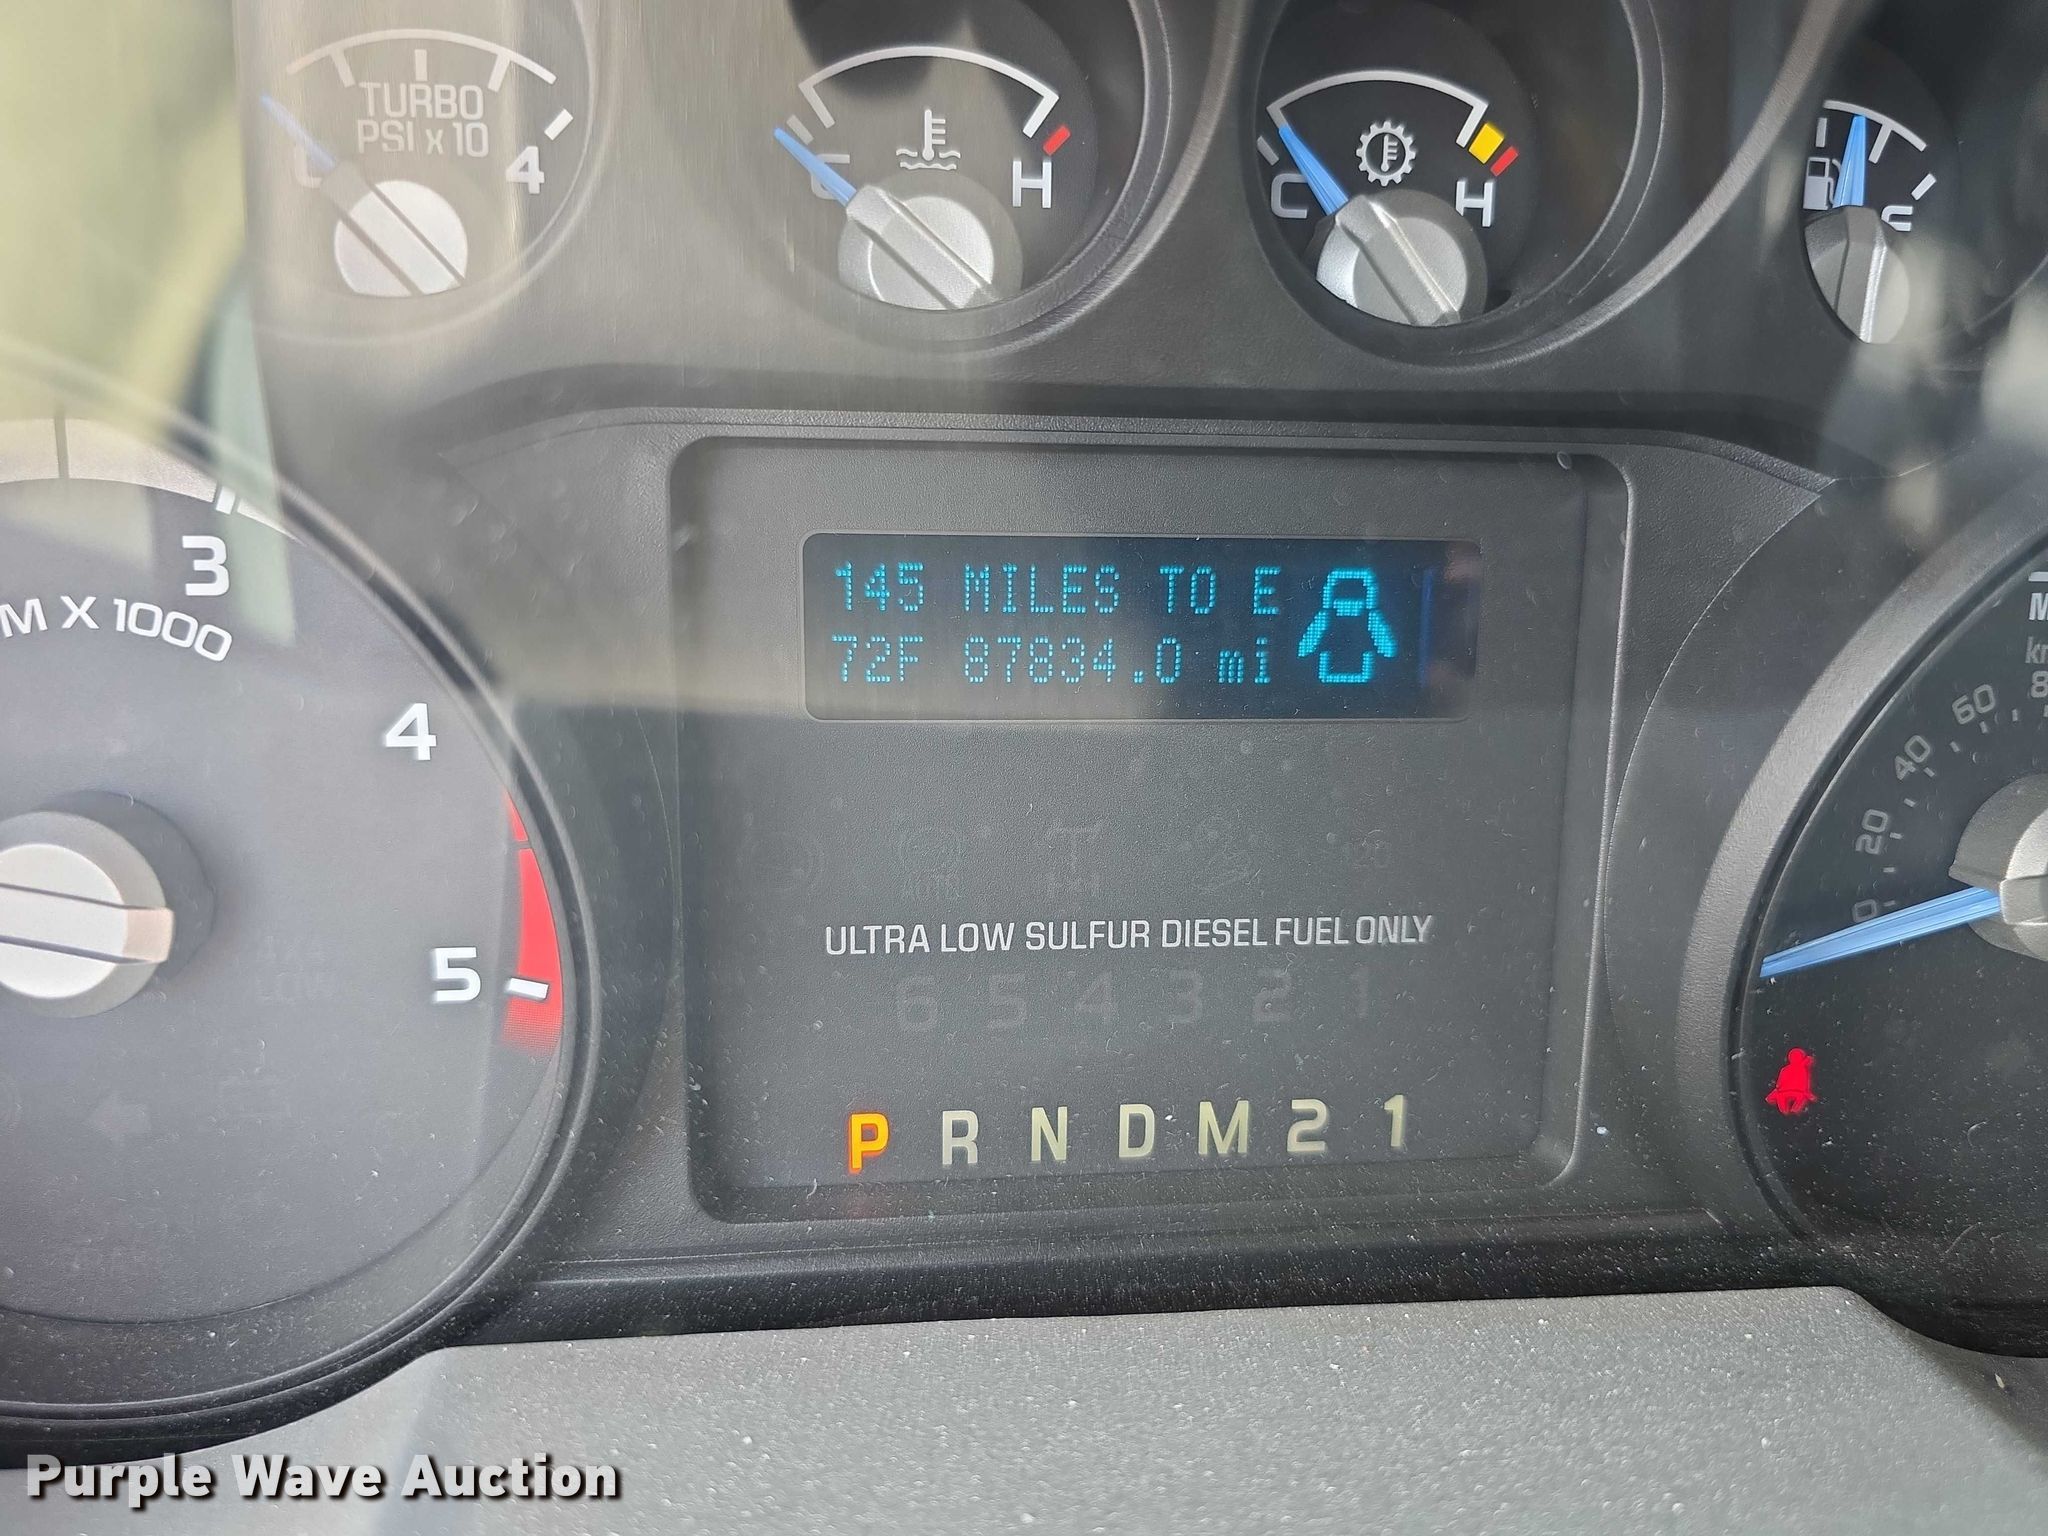 TURBO
PSI x 10
4
C
H
C
H
F
3
M X 1000
4
5
145 MILES TO E
72F 87834.0 mi
60
40
20
0
ULTRA LOW SULFUR DIESEL FUEL ONLY
6 5 4 3 2 1
P R N D M 2 1
Purple Wave Auction